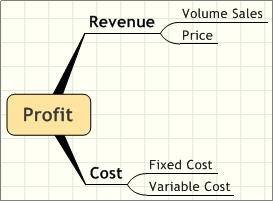 Revenue
Volume Sales
Price
Profit
Cost
Fixed Cost
Variable Cost